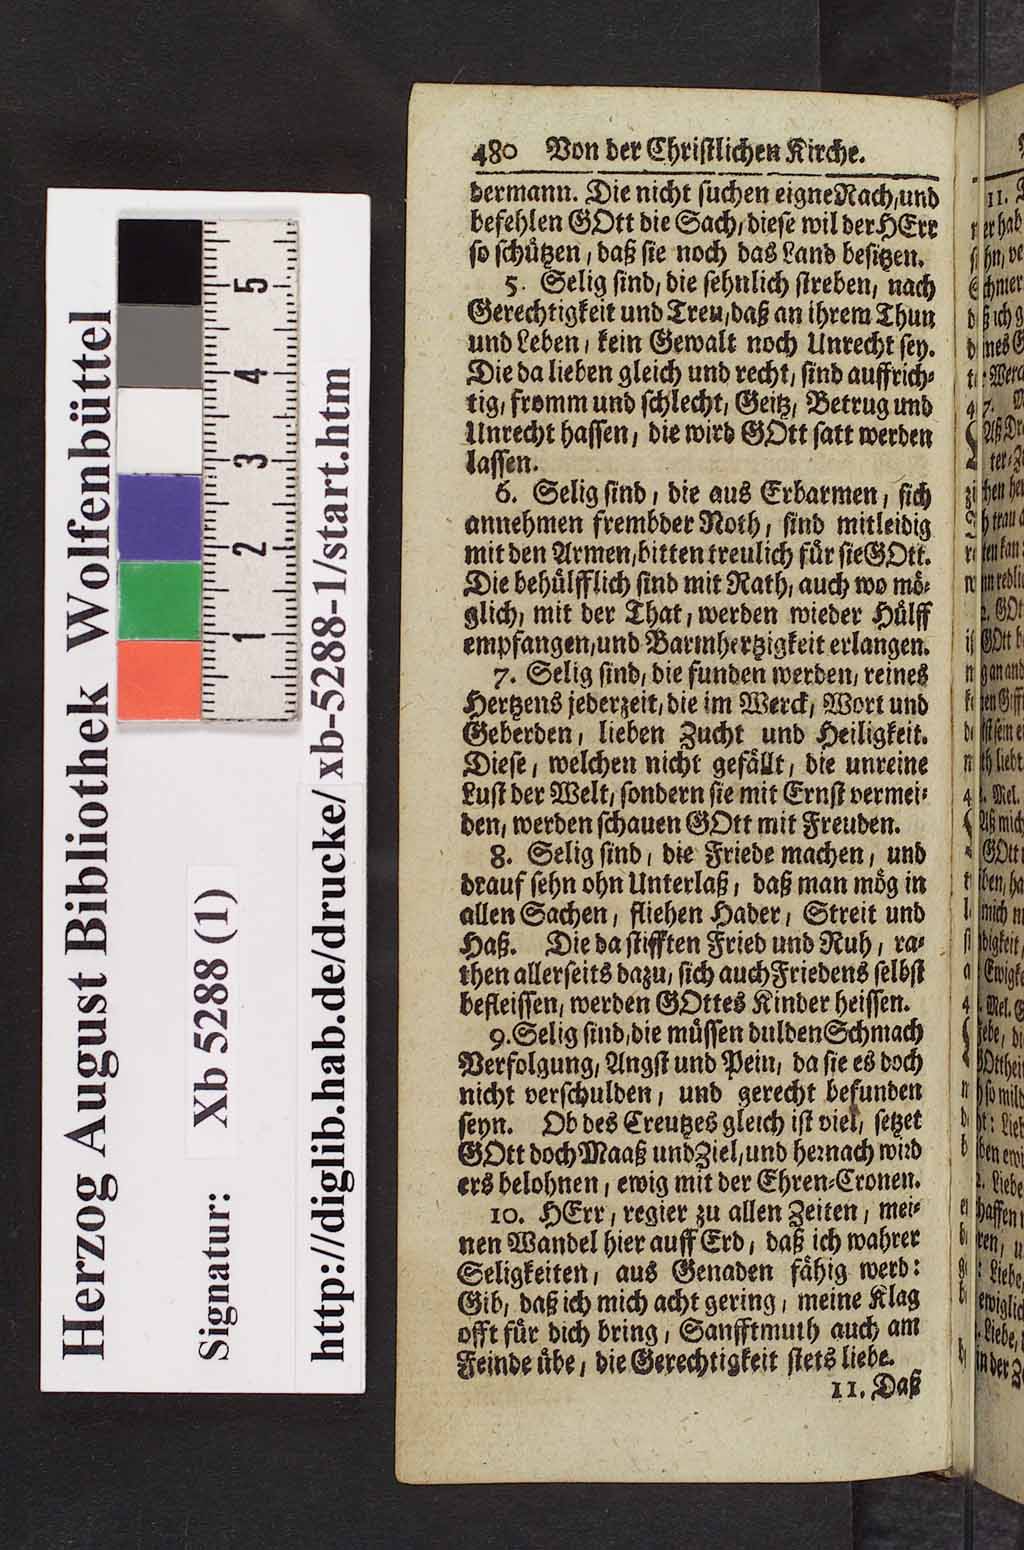 Herzog August Bibliothek Wolfenbüttel
Signatur: Xb 5288 (1)
http://diglib.hab.de/drucke/xb-5288-1/start.htm
5
4
3
2
1
480 Von der Christlichen Kirche.
dermann. Die nicht suchen eigne Rach, und
befehlen GOtt die Sach, diese wil der HErr
so schützen, daß sie noch das Land besitzen.
5. Selig sind, die sehnlich streben, nach
Gerechtigkeit und Treu, daß an ihrem Thun
und Leben, kein Gewalt noch Unrecht sey.
Die da lieben gleich und recht, sind auffrich-
tig, fromm und schlecht, Geitz, Betrug und
Unrecht hassen, die wird GOtt satt werden
lassen.
6. Selig sind, die aus Erbarmen, sich
annehmen frembder Noth, sind mitleidig
mit den Armen, bitten treulich für sie GOtt.
Die behülfflich sind mit Rath, auch wo mö-
glich, mit der That, werden wieder Hülff
empfangen, und Barmhertzigkeit erlangen.
7. Selig sind, die funden werden, reines
Hertzens jederzeit, die im Werck, Wort und
Geberden, lieben Zucht und Heiligkeit.
Diese, welchen nicht gefällt, die unreine
Lust der Welt, sondern sie mit Ernst vermei-
den, werden schauen GOtt mit Freuden.
8. Selig sind, die Friede machen, und
drauf sehn ohn Unterlaß, daß man mög in
allen Sachen, fliehen Hader, Streit und
Haß. Die da stifften Fried und Ruh, ra-
then allerseits dazu, sich auch Friedens selbst
befleissen, werden GOttes Kinder heissen.
9. Selig sind, die müssen dulden Schmach
Verfolgung, Angst und Pein, da sie es doch
nicht verschulden, und gerecht befunden
seyn. Ob des Creutzes gleich ist viel, setzet
GOtt doch Maaß und Ziel, und hernach wird
ers belohnen, ewig mit der Ehren-Cronen.
10. HErr, regier zu allen Zeiten, mei-
nen Wandel hier auff Erd, daß ich wahrer
Seligkeiten, aus Genaden fähig werd:
Gib, daß ich mich acht gering, meine Klag
offt für dich bring, Sanfftmuth auch am
Feinde übe, die Gerechtigkeit stets liebe.
11. Daß